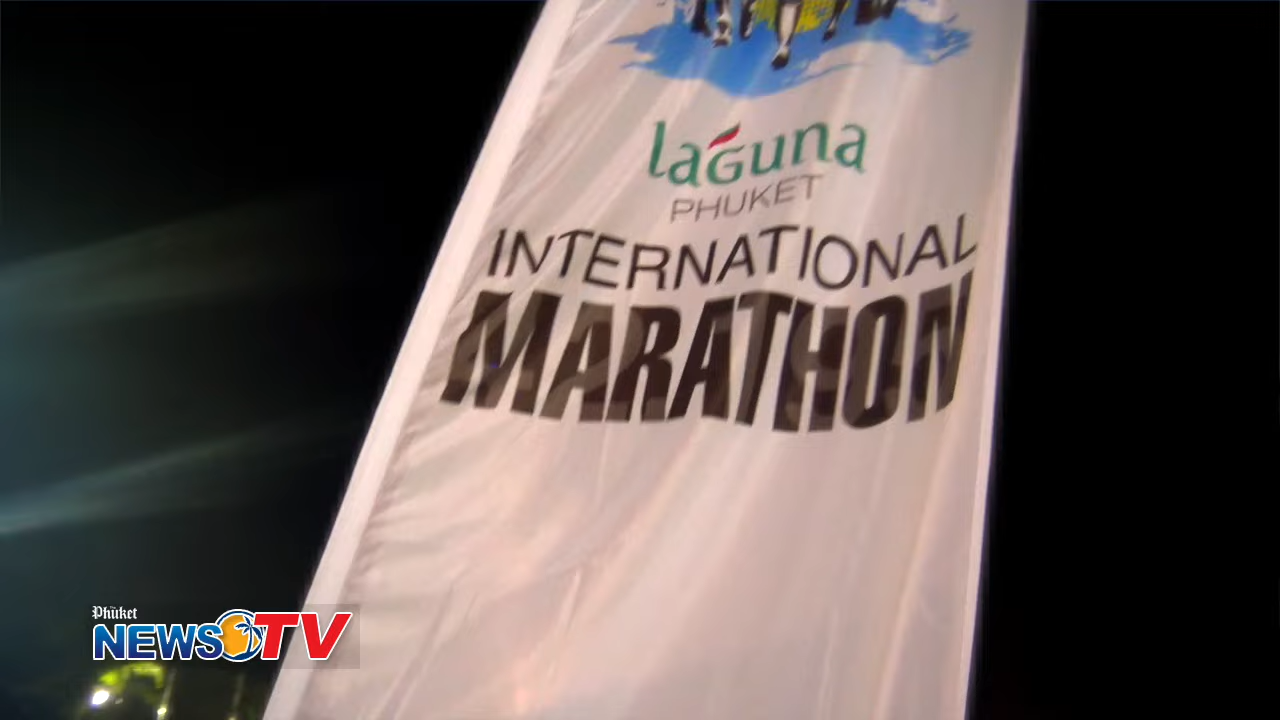 laGuna
PHUKET
INTERNATIONAL
MARATHON
Phuket
NEWS TV